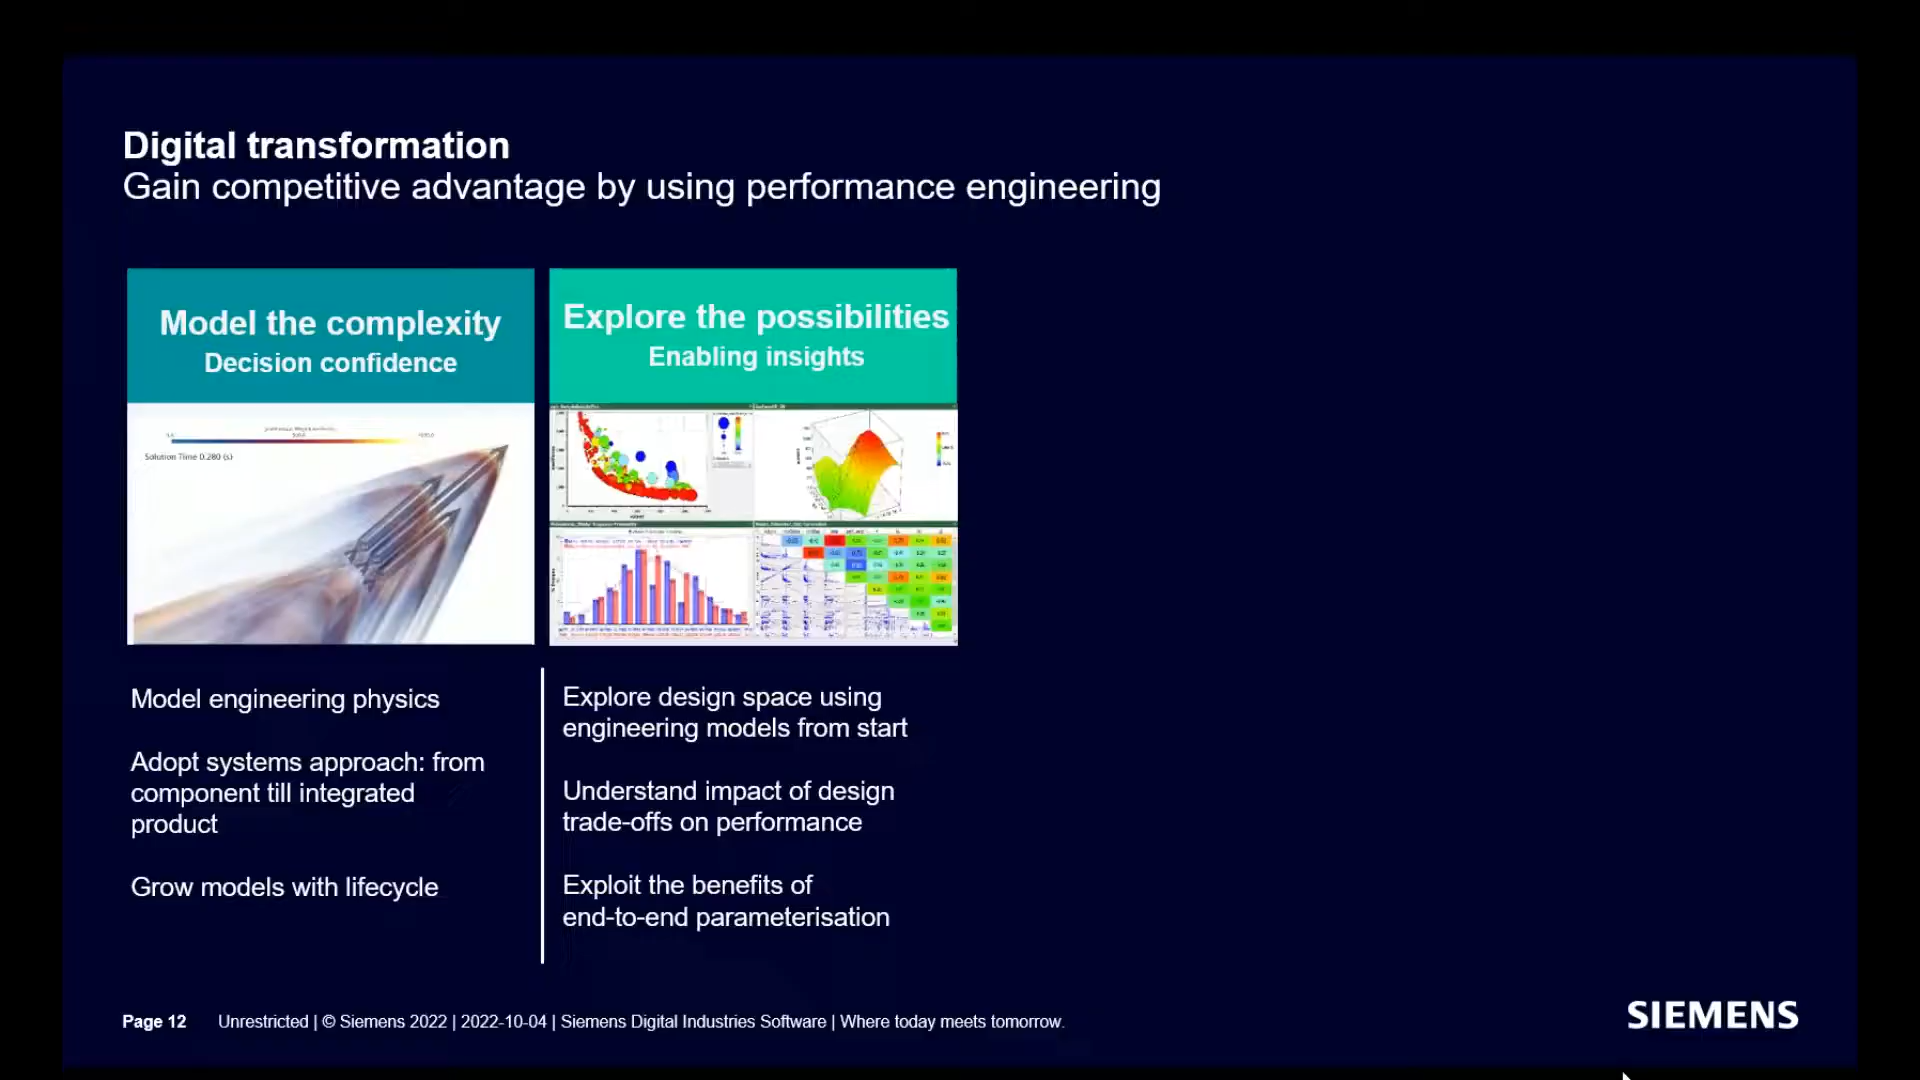 Digital transformation
Gain competitive advantage by using performance engineering
Model the complexity
Decision confidence
Explore the possibilities
Enabling insights
Solution Time 0.280 (s)
Model engineering physics
Adopt systems approach: from
component till integrated
product
Grow models with lifecycle
Explore design space using
engineering models from start
Understand impact of design
trade-offs on performance
Exploit the benefits of
end-to-end parameterisation
Page 12 Unrestricted | © Siemens 2022 | 2022-10-04 | Siemens Digital Industries Software | Where today meets tomorrow.
SIEMENS